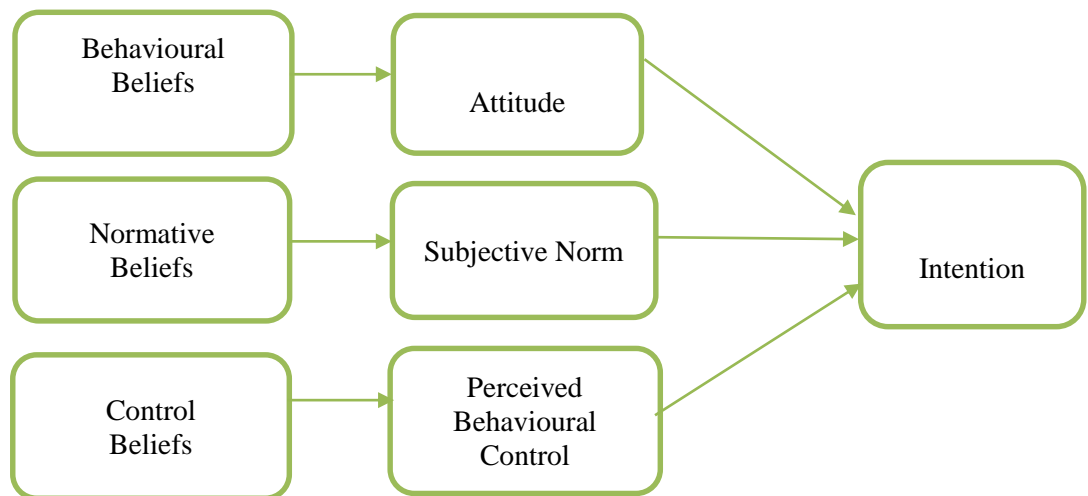 Behavioural
Beliefs
Attitude
Normative
Beliefs
Subjective Norm
Intention
Control
Beliefs
Perceived
Behavioural
Control